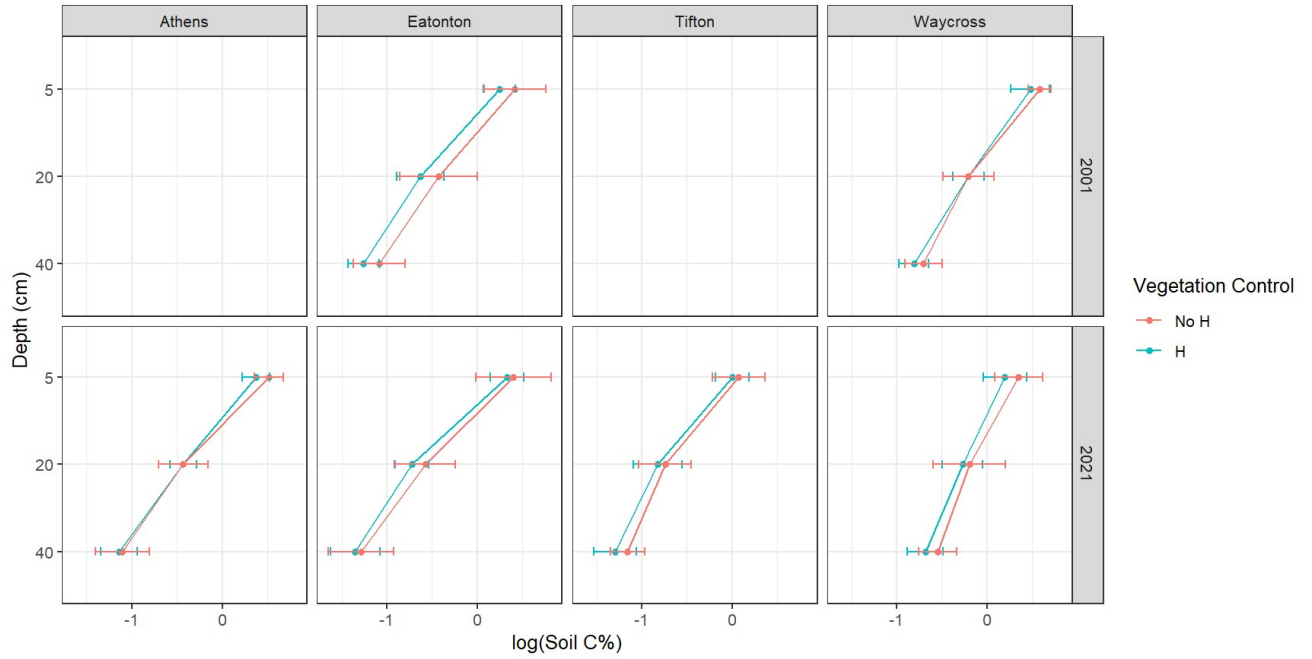 Athens Eatonton Tifton Waycross
5
20
40
2001
Depth (cm)
5
20
40
2021
-1 0 -1 0 -1 0 -1 0
log(Soil C%)
Vegetation Control
No H
H